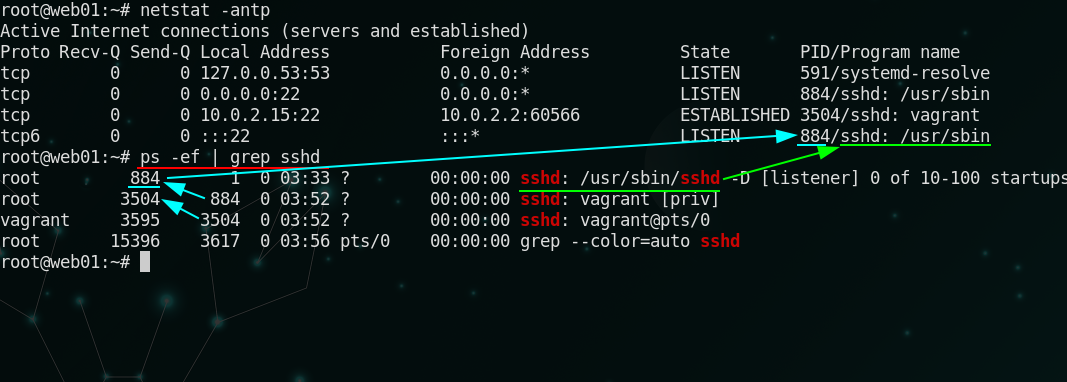 root@web01:~# netstat -antp
Active Internet connections (servers and established)
Proto Recv-Q Send-Q Local Address           Foreign Address         State       PID/Program name
tcp        0      0 127.0.0.53:53           0.0.0.0:*               LISTEN      591/systemd-resolve
tcp        0      0 0.0.0.0:22              0.0.0.0:*               LISTEN      884/sshd: /usr/sbin
tcp        0      0 10.0.2.15:22            10.0.2.2:60566          ESTABLISHED 3504/sshd: vagrant
tcp6       0      0 :::22                   :::*                    LISTEN      884/sshd: /usr/sbin
root@web01:~# ps -ef | grep sshd
root         884       1  0 03:33 ?        00:00:00 sshd: /usr/sbin/sshd -D [listener] 0 of 10-100 startups
root        3504     884  0 03:52 ?        00:00:00 sshd: vagrant [priv]
vagrant     3595    3504  0 03:52 ?        00:00:00 sshd: vagrant@pts/0
root       15396    3617  0 03:56 pts/0    00:00:00 grep --color=auto sshd
root@web01:~#